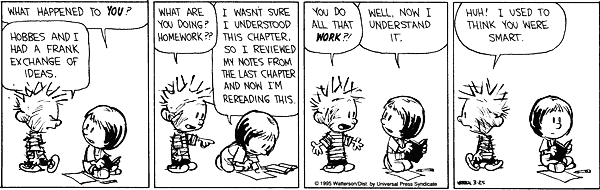 WHAT HAPPENED TO YOU?
HOBBES AND I
HAD A FRANK
EXCHANGE OF
IDEAS.
WHAT ARE
YOU DOING?
HOMEWORK??
I WASN'T SURE
I UNDERSTOOD
THIS CHAPTER,
SO I REVIEWED
MY NOTES FROM
THE LAST CHAPTER
AND NOW I'M
REREADING THIS.
YOU DO
ALL THAT
WORK?!
WELL, NOW I
UNDERSTAND
IT.
© 1995 Watterson/Dist. by Universal Press Syndicate
HUH! I USED TO
THINK YOU WERE
SMART.
3-25